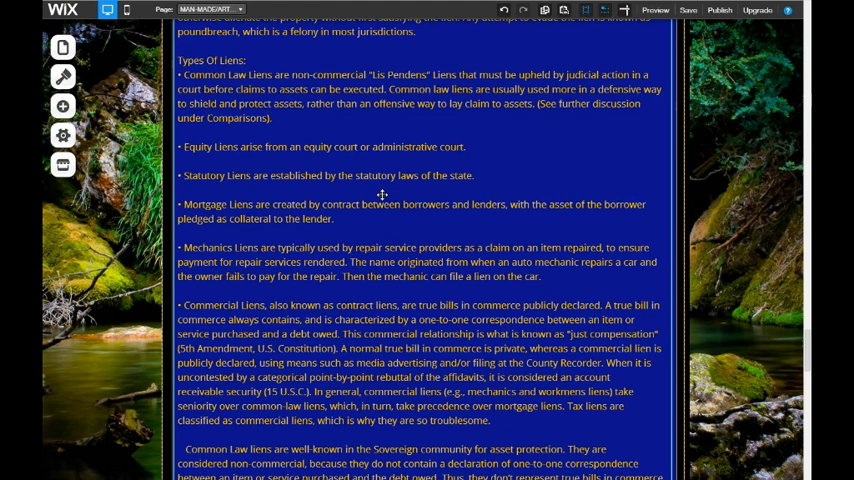 WiX
Page: MAN-MADE/ART...
Preview Save Publish Upgrade ?
otherwise alienate the property without first satisfying the lien. Any attempt to evade the lien is known as
poundbreach, which is a felony in most jurisdictions.
Types Of Liens:
• Common Law Liens are non-commercial "Lis Pendens" Liens that must be upheld by judicial action in a
court before claims to assets can be executed. Common law liens are usually used more in a defensive way
to shield and protect assets, rather than an offensive way to lay claim to assets. (See further discussion
under Comparisons).
• Equity Liens arise from an equity court or administrative court.
• Statutory Liens are established by the statutory laws of the state.
• Mortgage Liens are created by contract between borrowers and lenders, with the asset of the borrower
pledged as collateral to the lender.
• Mechanics Liens are typically used by repair service providers as a claim on an item repaired, to ensure
payment for repair services rendered. The name originated from when an auto mechanic repairs a car and
the owner fails to pay for the repair. Then the mechanic can file a lien on the car.
• Commercial Liens, also known as contract liens, are true bills in commerce publicly declared. A true bill in
commerce always contains, and is characterized by a one-to-one correspondence between an item or
service purchased and a debt owed. This commercial relationship is what is known as "just compensation"
(5th Amendment, U.S. Constitution). A normal true bill in commerce is private, whereas a commercial lien is
publicly declared, using means such as media advertising and/or filing at the County Recorder. When it is
uncontested by a categorical point-by-point rebuttal of the affidavits, it is considered an account
receivable security (15 U.S.C.). In general, commercial liens (e.g., mechanics and workmens liens) take
seniority over common-law liens, which, in turn, take precedence over mortgage liens. Tax liens are
classified as commercial liens, which is why they are so troublesome.
Common Law liens are well-known in the Sovereign community for asset protection. They are
considered non-commercial, because they do not contain a declaration of one-to-one correspondence
between an item or service purchased and the debt owed. Thus, they don't represent true bills in commerce